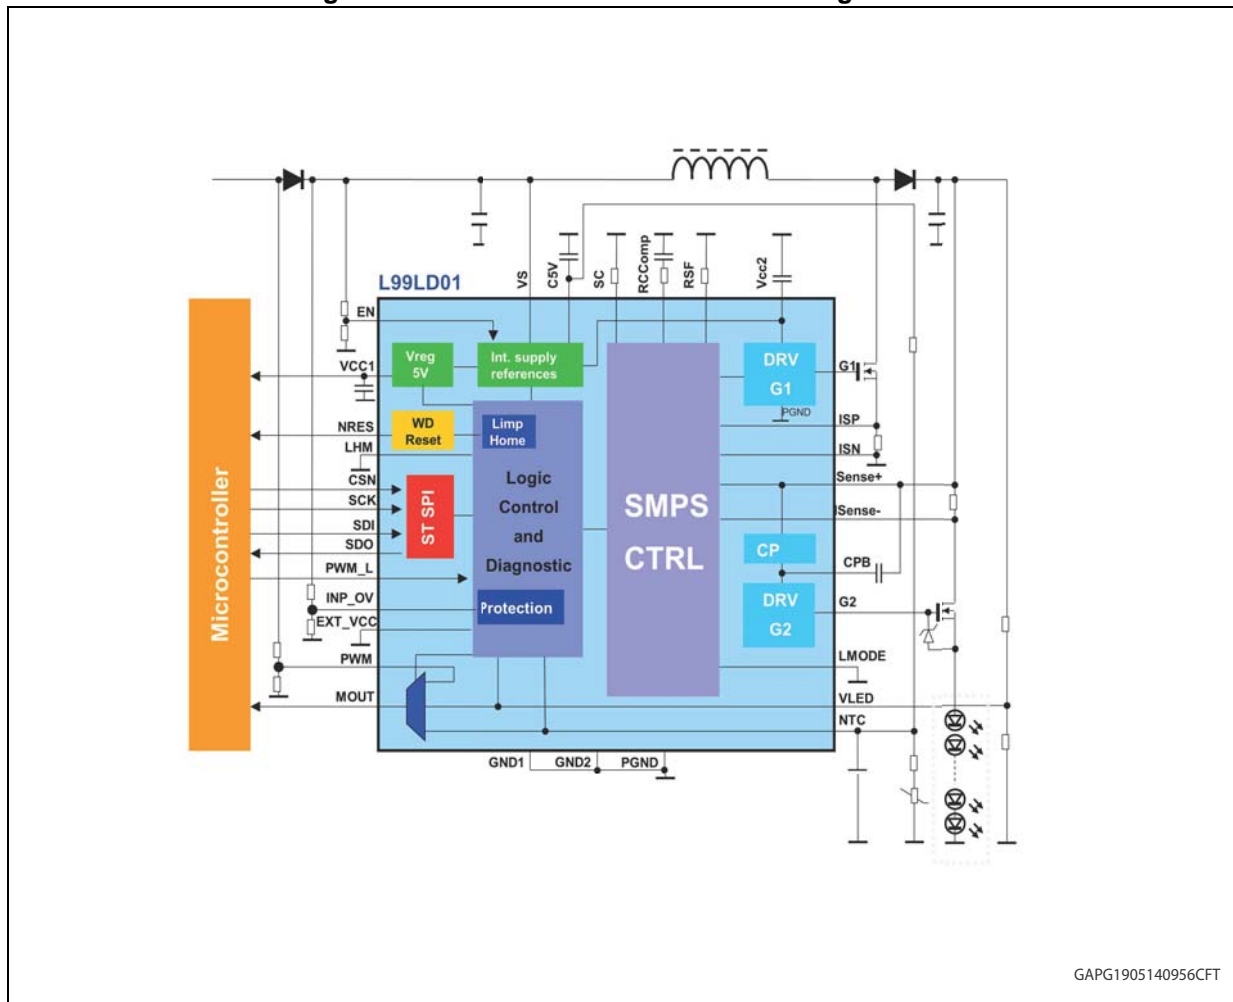 VS
C5V
SC
RCComp
RSF
Vcc2
L99LD01
EN
Vreg
5V
Int. supply
references
DRV
G1
G1
VCC1
PGND
NRES
WD
Reset
Limp
Home
ISP
LHM
ISN
CSN
SCK
SDI
SDO
ST SPI
Logic
Control
and
Diagnostic
SMPS
CTRL
Sense+
ISense-
CP
CPB
PWM_L
DRV
G2
G2
INP_OV
Protection
EXT_VCC
PWM
LMODE
MOUT
VLED
NTC
GND1
GND2
PGND
Microcontroller
GAPG1905140956CFT